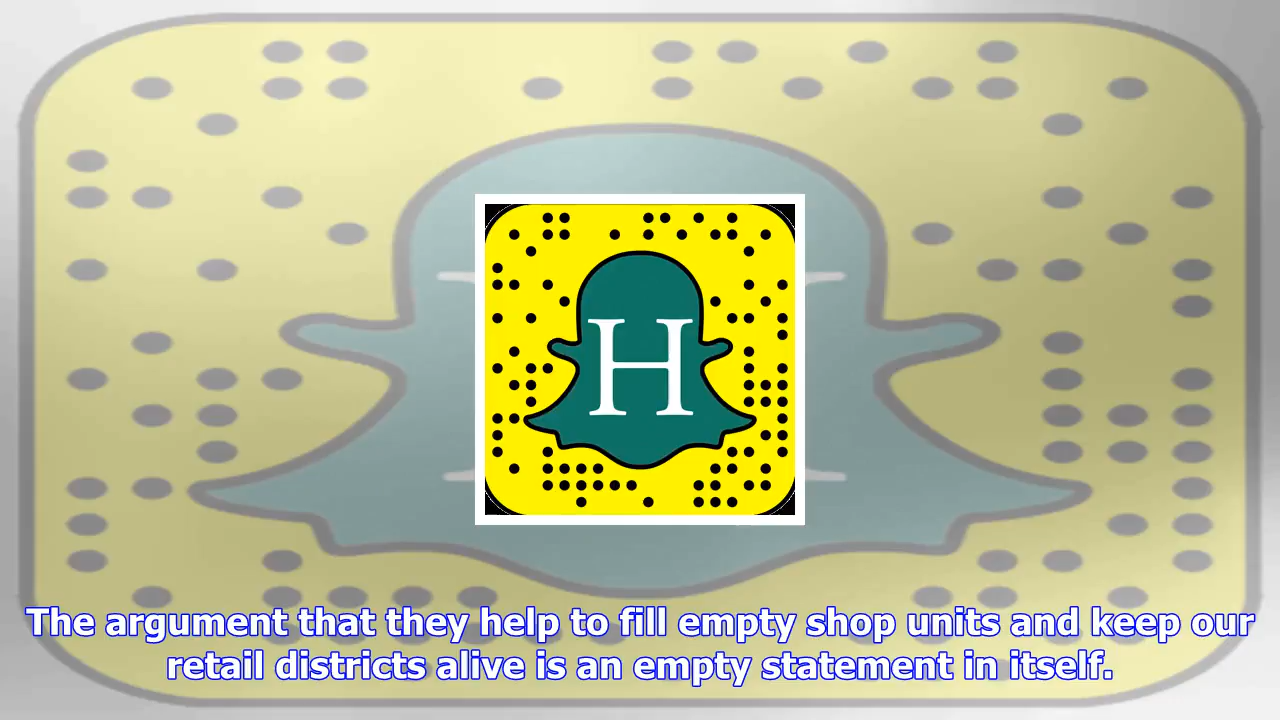 H
The argument that they help to fill empty shop units and keep our
retail districts alive is an empty statement in itself.